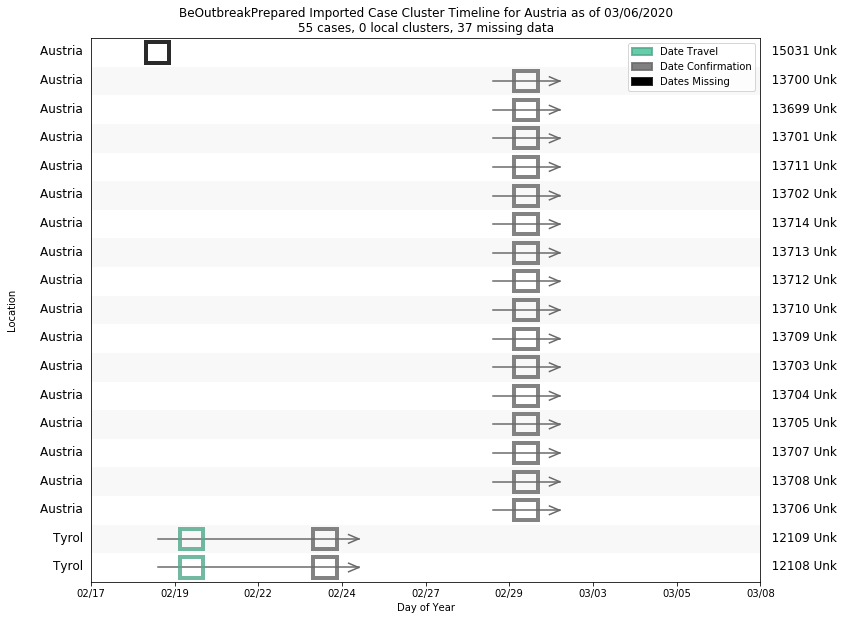 BeOutbreakPrepared Imported Case Cluster Timeline for Austria as of 03/06/2020
55 cases, 0 local clusters, 37 missing data
Date Travel
Date Confirmation
Dates Missing
Austria 15031 Unk
Austria 13700 Unk
Austria 13699 Unk
Austria 13701 Unk
Austria 13711 Unk
Austria 13702 Unk
Austria 13714 Unk
Austria 13713 Unk
Austria 13712 Unk
Austria 13710 Unk
Austria 13709 Unk
Austria 13703 Unk
Austria 13704 Unk
Austria 13705 Unk
Austria 13707 Unk
Austria 13708 Unk
Austria 13706 Unk
Tyrol 12109 Unk
Tyrol 12108 Unk
Location
02/17 02/19 02/22 02/24 02/27 02/29 03/03 03/05 03/08
Day of Year